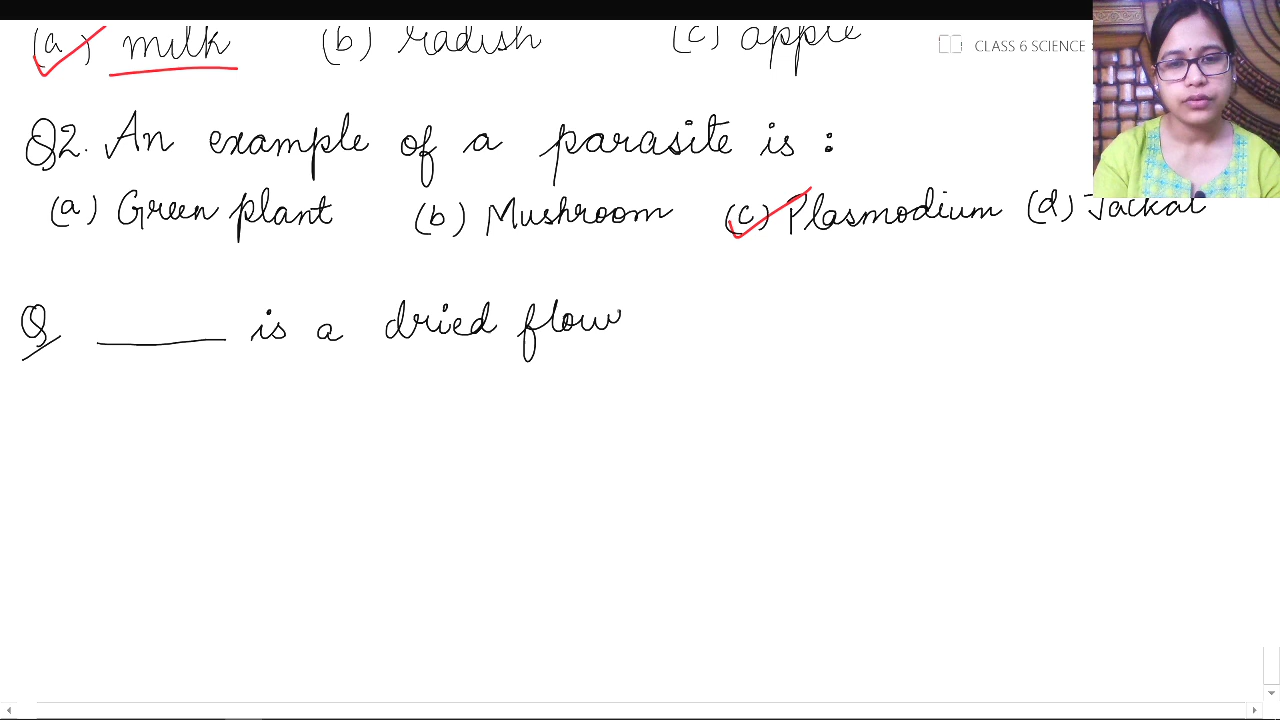 (a) milk (b) radish (c) apple
CLASS 6 SCIENCE
Q2. An example of a parasite is :
(a) Green plant (b) Mushroom (c) Plasmodium (d) Jackal
Q ______ is a dried flow